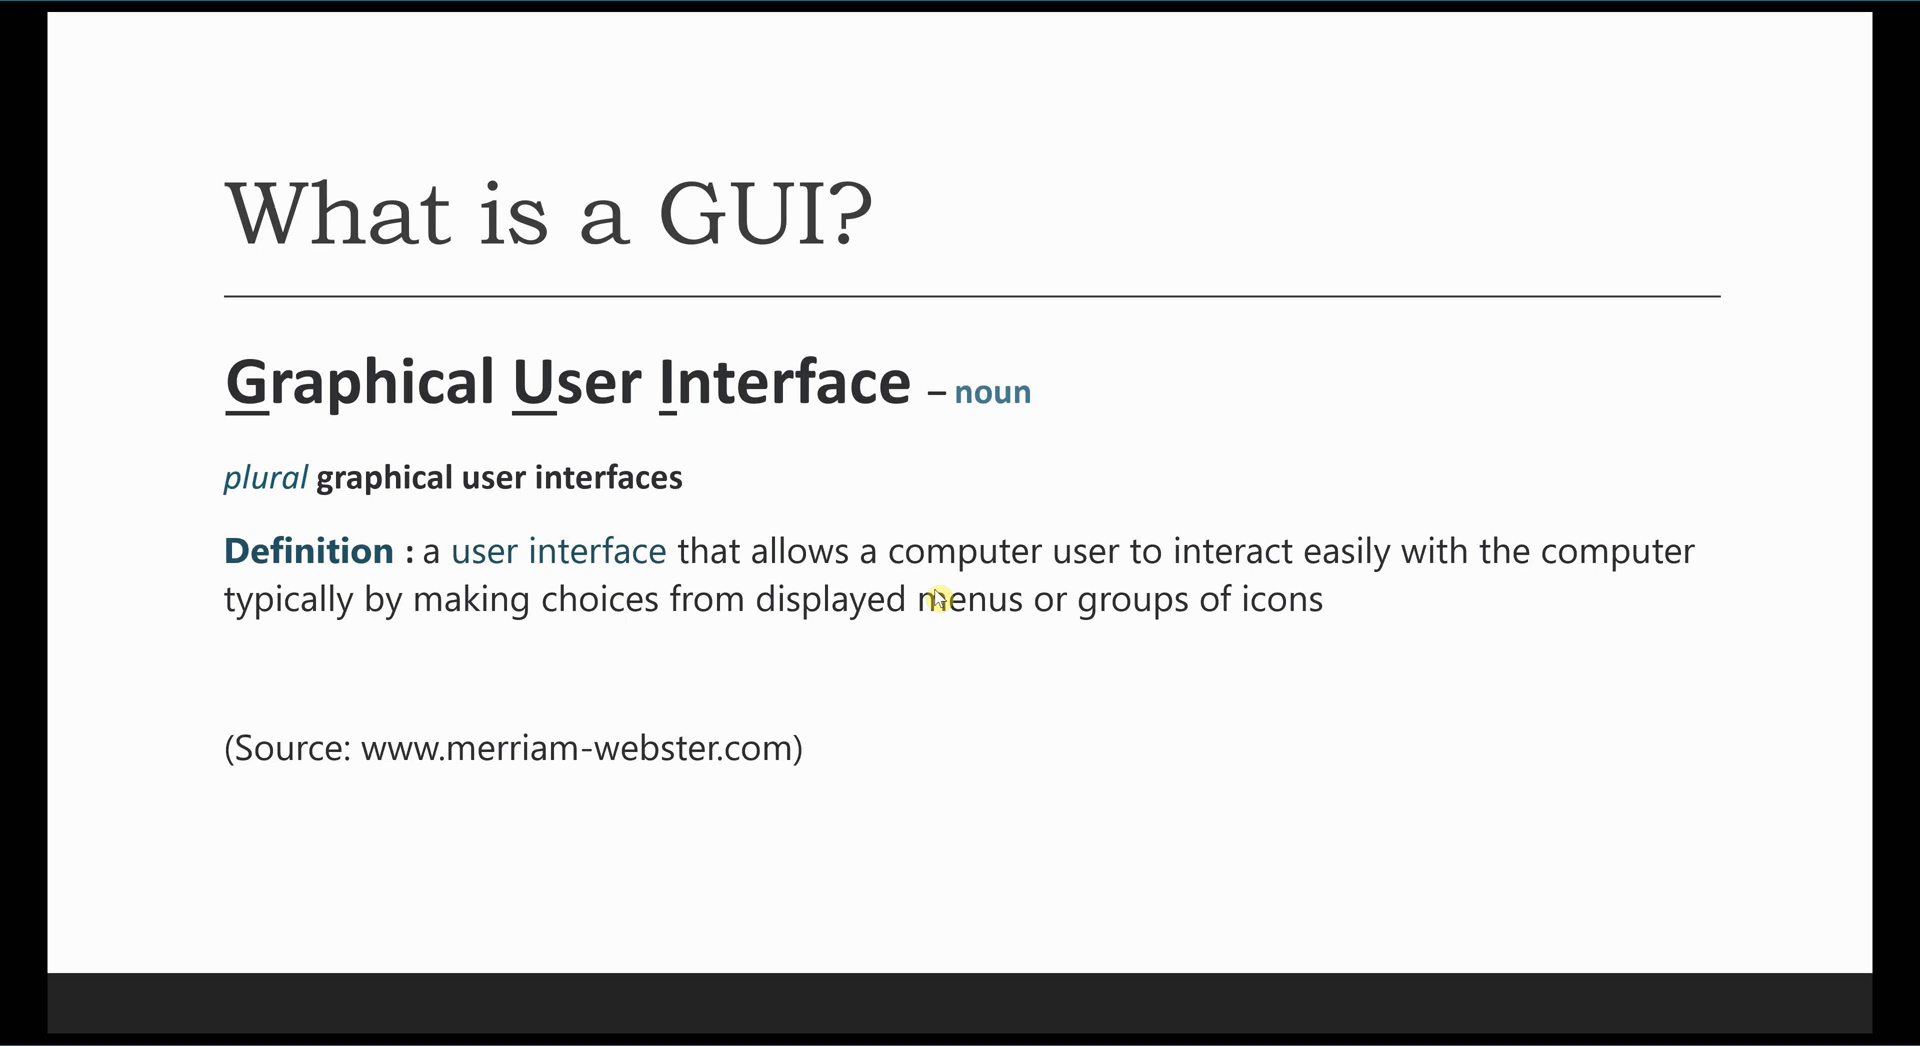 What is a GUI?
Graphical User Interface – noun
plural graphical user interfaces
Definition : a user interface that allows a computer user to interact easily with the computer
typically by making choices from displayed menus or groups of icons
(Source: www.merriam-webster.com)